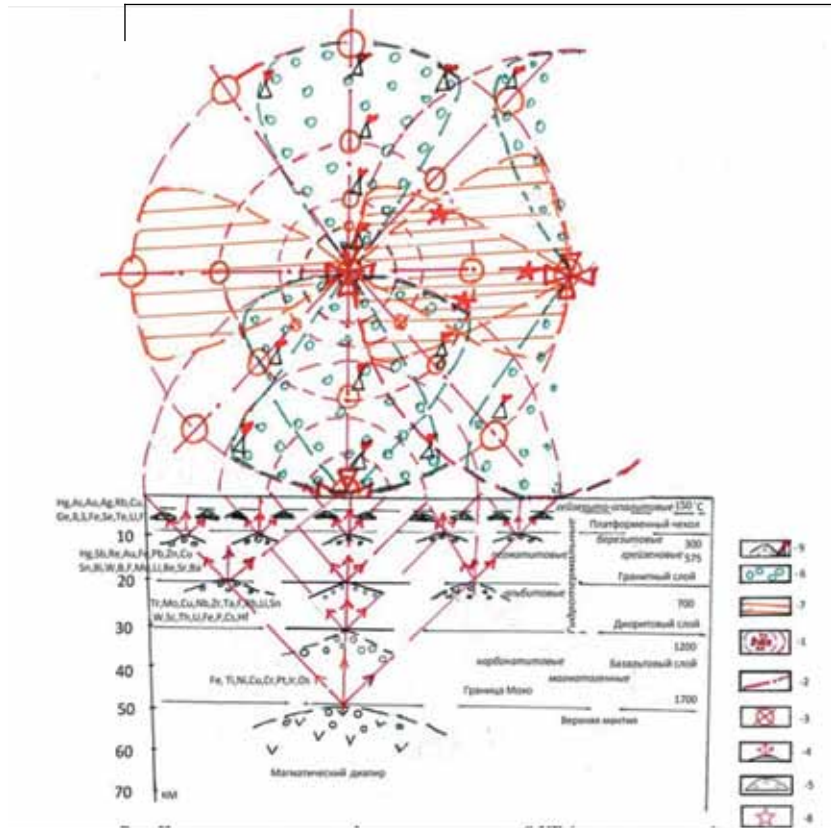 Hg,As,Au,Ag,Rb,Cu,
150 °C
Ge,B,S,Fe,Se,Te,U,F
Платформенный чехол
10
березитовые
300
Hg,Sb,Re,Au,Fe,Pb,Zn,Cu
грейзеновые
575
Sn,Bi,W,B,F,Mo,Li,Be,Sr,Ba
20
Гранитный слой
альбитовые
Гидротермальные
Tr,Mo,Cu,Nb,Zr,Ta,F,Rb,Li,Sn
700
W,Sc,Th,U,Fe,P,Cs,Hf
30
Диоритовый слой
1200
40
карбонатитовые
Базальтовый слой
магматогенные
Fe, Ti,Ni,Cu,Cr,Pt,Ir,Os
Граница Мохо
50
1700
Верхняя мантия
60
Магматический диапир
70
КМ
-9
-6
-7
-1
-2
-3
-4
-5
-8